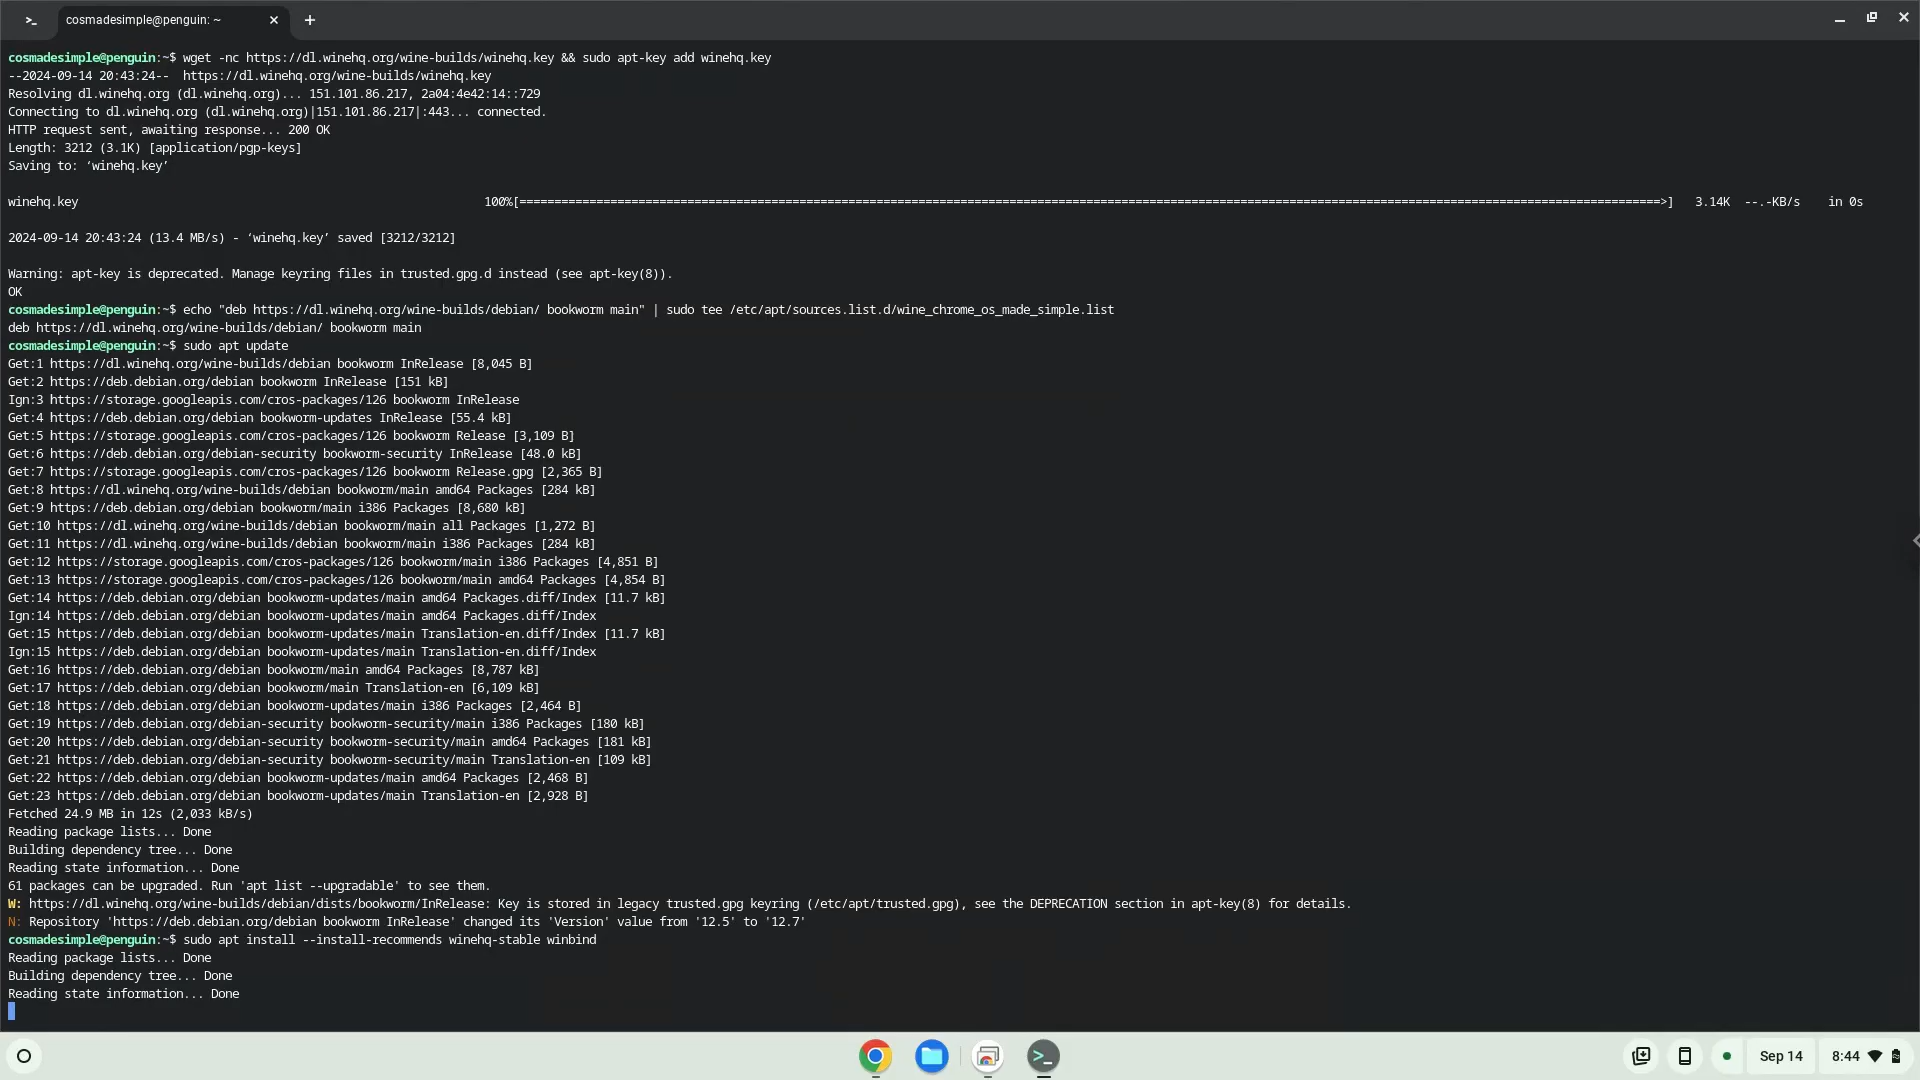 cosmadesimple@penguin: ~
cosmadesimple@penguin:~$ wget -nc https://dl.winehq.org/wine-builds/winehq.key && sudo apt-key add winehq.key
--2024-09-14 20:43:24--  https://dl.winehq.org/wine-builds/winehq.key
Resolving dl.winehq.org (dl.winehq.org)... 151.101.86.217, 2a04:4e42:14::729
Connecting to dl.winehq.org (dl.winehq.org)|151.101.86.217|:443... connected.
HTTP request sent, awaiting response... 200 OK
Length: 3212 (3.1K) [application/pgp-keys]
Saving to: ‘winehq.key’
winehq.key 100%[===================================================================================================================================================================>] 3.14K --.-KB/s in 0s
2024-09-14 20:43:24 (13.4 MB/s) - ‘winehq.key’ saved [3212/3212]
Warning: apt-key is deprecated. Manage keyring files in trusted.gpg.d instead (see apt-key(8)).
OK
cosmadesimple@penguin:~$ echo "deb https://dl.winehq.org/wine-builds/debian/ bookworm main" | sudo tee /etc/apt/sources.list.d/wine_chrome_os_made_simple.list
deb https://dl.winehq.org/wine-builds/debian/ bookworm main
cosmadesimple@penguin:~$ sudo apt update
Get:1 https://dl.winehq.org/wine-builds/debian bookworm InRelease [8,045 B]
Get:2 https://deb.debian.org/debian bookworm InRelease [151 kB]
Ign:3 https://storage.googleapis.com/cros-packages/126 bookworm InRelease
Get:4 https://deb.debian.org/debian bookworm-updates InRelease [55.4 kB]
Get:5 https://storage.googleapis.com/cros-packages/126 bookworm Release [3,109 B]
Get:6 https://deb.debian.org/debian-security bookworm-security InRelease [48.0 kB]
Get:7 https://storage.googleapis.com/cros-packages/126 bookworm Release.gpg [2,365 B]
Get:8 https://dl.winehq.org/wine-builds/debian bookworm/main amd64 Packages [284 kB]
Get:9 https://deb.debian.org/debian bookworm/main i386 Packages [8,680 kB]
Get:10 https://dl.winehq.org/wine-builds/debian bookworm/main all Packages [1,272 B]
Get:11 https://dl.winehq.org/wine-builds/debian bookworm/main i386 Packages [284 kB]
Get:12 https://storage.googleapis.com/cros-packages/126 bookworm/main i386 Packages [4,851 B]
Get:13 https://storage.googleapis.com/cros-packages/126 bookworm/main amd64 Packages [4,854 B]
Get:14 https://deb.debian.org/debian bookworm-updates/main amd64 Packages.diff/Index [11.7 kB]
Ign:14 https://deb.debian.org/debian bookworm-updates/main amd64 Packages.diff/Index
Get:15 https://deb.debian.org/debian bookworm-updates/main Translation-en.diff/Index [11.7 kB]
Ign:15 https://deb.debian.org/debian bookworm-updates/main Translation-en.diff/Index
Get:16 https://deb.debian.org/debian bookworm/main amd64 Packages [8,787 kB]
Get:17 https://deb.debian.org/debian bookworm/main Translation-en [6,109 kB]
Get:18 https://deb.debian.org/debian bookworm-updates/main i386 Packages [2,464 B]
Get:19 https://deb.debian.org/debian-security bookworm-security/main i386 Packages [180 kB]
Get:20 https://deb.debian.org/debian-security bookworm-security/main amd64 Packages [181 kB]
Get:21 https://deb.debian.org/debian-security bookworm-security/main Translation-en [109 kB]
Get:22 https://deb.debian.org/debian bookworm-updates/main amd64 Packages [2,468 B]
Get:23 https://deb.debian.org/debian bookworm-updates/main Translation-en [2,928 B]
Fetched 24.9 MB in 12s (2,033 kB/s)
Reading package lists... Done
Building dependency tree... Done
Reading state information... Done
61 packages can be upgraded. Run 'apt list --upgradable' to see them.
W: https://dl.winehq.org/wine-builds/debian/dists/bookworm/InRelease: Key is stored in legacy trusted.gpg keyring (/etc/apt/trusted.gpg), see the DEPRECATION section in apt-key(8) for details.
N: Repository 'https://deb.debian.org/debian bookworm InRelease' changed its 'Version' value from '12.5' to '12.7'
cosmadesimple@penguin:~$ sudo apt install --install-recommends winehq-stable winbind
Reading package lists... Done
Building dependency tree... Done
Reading state information... Done
Sep 14 8:44